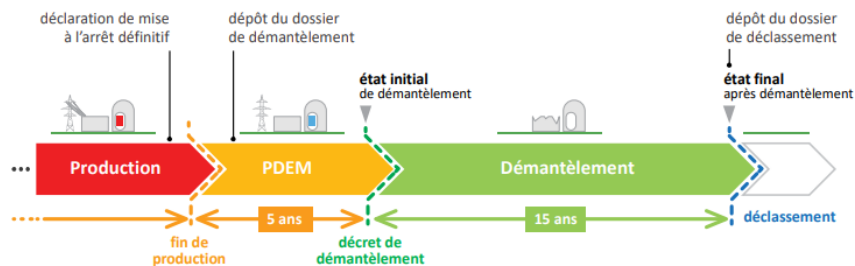 déclaration de mise
à l'arrêt définitif
dépôt du dossier
de démantèlement
dépôt du dossier
de déclassement
état initial
de démantèlement
état final
après démantèlement
...
Production
PDEM
Démantèlement
5 ans
15 ans
déclassement
fin de
production
décret de
démantèlement